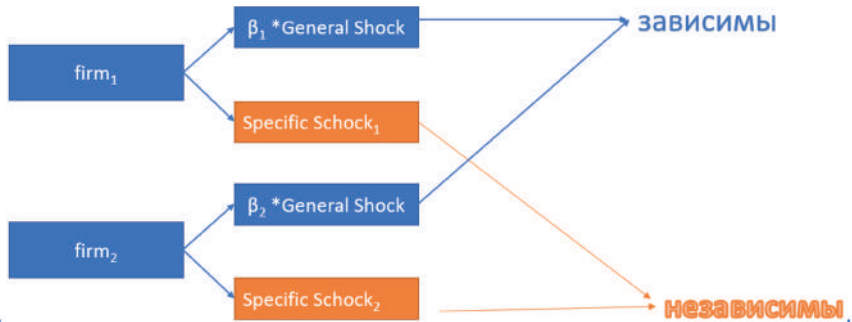 β₁ *General Shock
зависимы
firm₁
Specific Schock₁
β₂ *General Shock
firm₂
Specific Schock₂
независимы